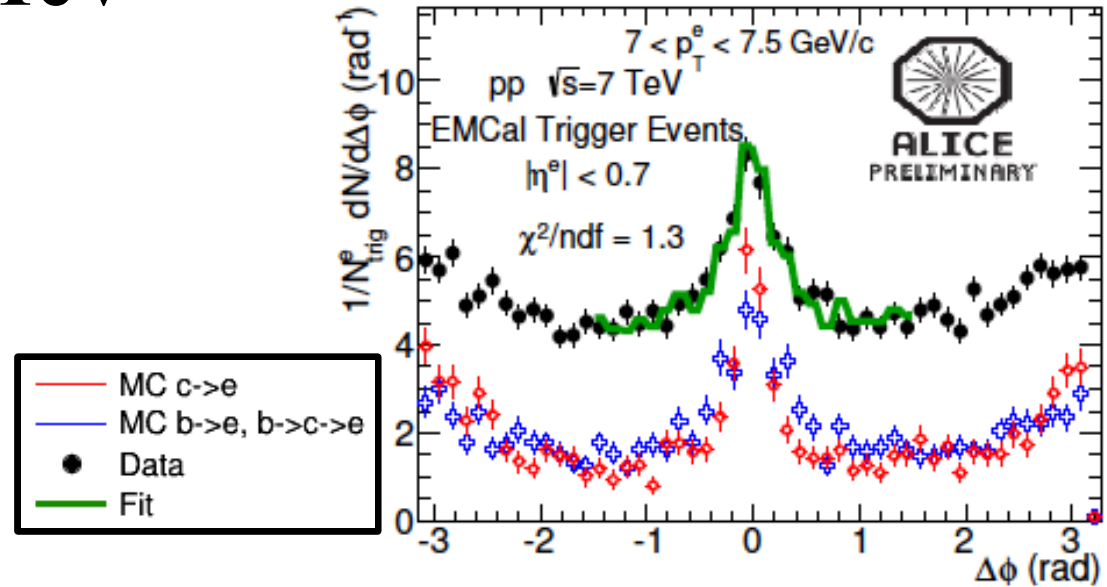 7 < p_T^e < 7.5 GeV/c
pp √s=7 TeV
EMCal Trigger Events
|η^e| < 0.7
χ²/ndf = 1.3
ALICE
PRELIMINARY
1/N^e_trig dN/dΔϕ (rad⁻¹)
10
8
6
4
2
0
-3 -2 -1 0 1 2 3
Δϕ (rad)
MC c->e
MC b->e, b->c->e
Data
Fit